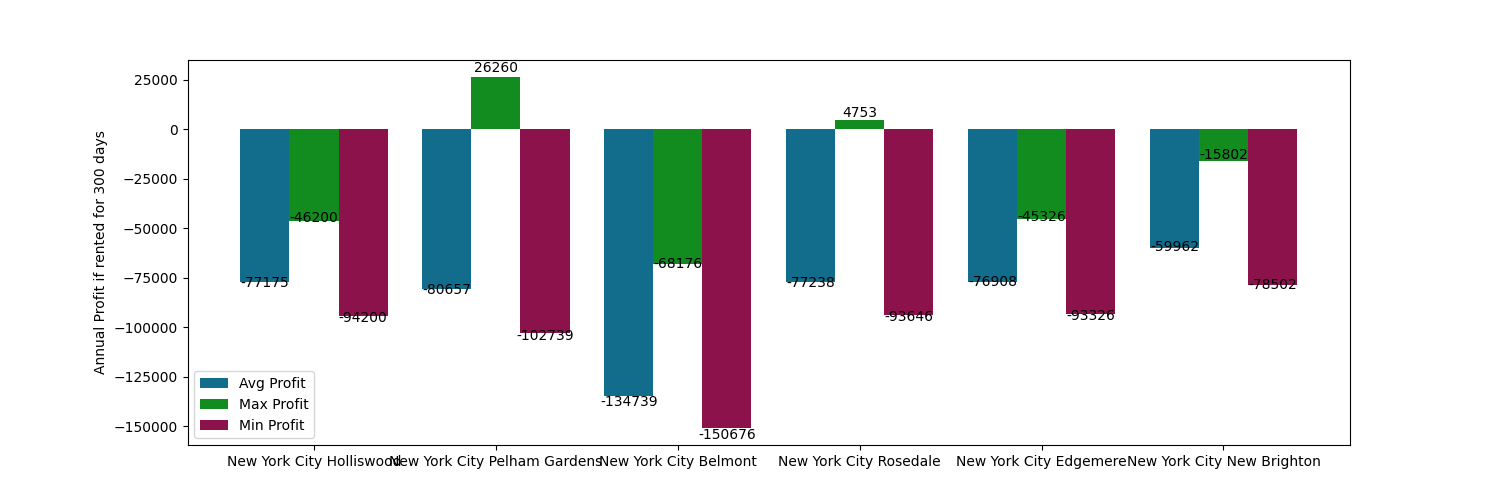 Annual Profit if rented for 300 days
25000
0
−25000
−50000
−75000
−100000
−125000
−150000
26260
4753
-15802
-46200
-45326
-68176
-59962
-77175
-80657
-77238
-76908
-78502
-94200
-102739
-93646
-93326
-134739
-150676
Avg Profit
Max Profit
Min Profit
New York City Holliswood
New York City Pelham Gardens
New York City Belmont
New York City Rosedale
New York City Edgemere
New York City New Brighton